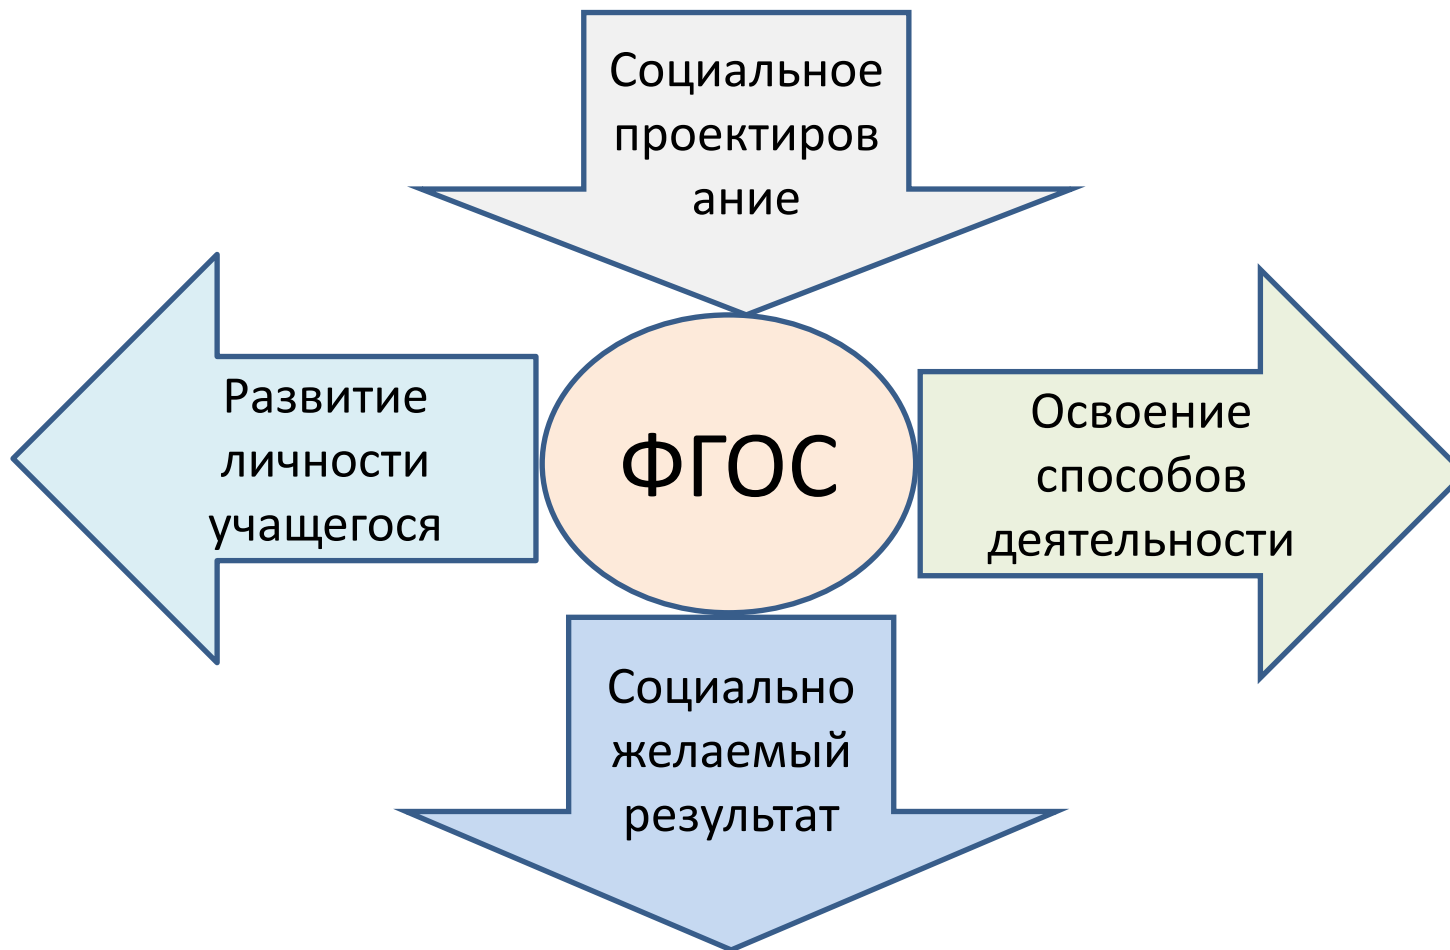 Социальное
проектиров
ание
Развитие
личности
учащегося
ФГОС
Освоение
способов
деятельности
Социально
желаемый
результат